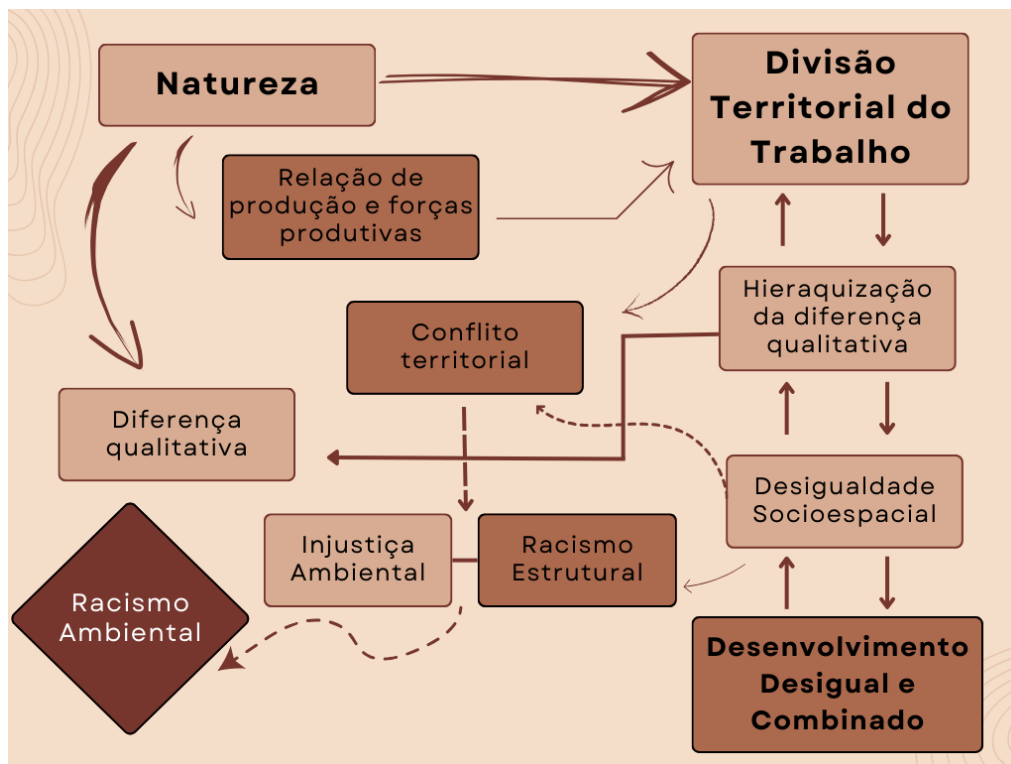 Natureza
Divisão
Territorial do
Trabalho
Relação de
produção e forças
produtivas
Hieraquização
da diferença
qualitativa
Conflito
territorial
Diferença
qualitativa
Desigualdade
Socioespacial
Injustiça
Ambiental
Racismo
Estrutural
Racismo
Ambiental
Desenvolvimento
Desigual e
Combinado